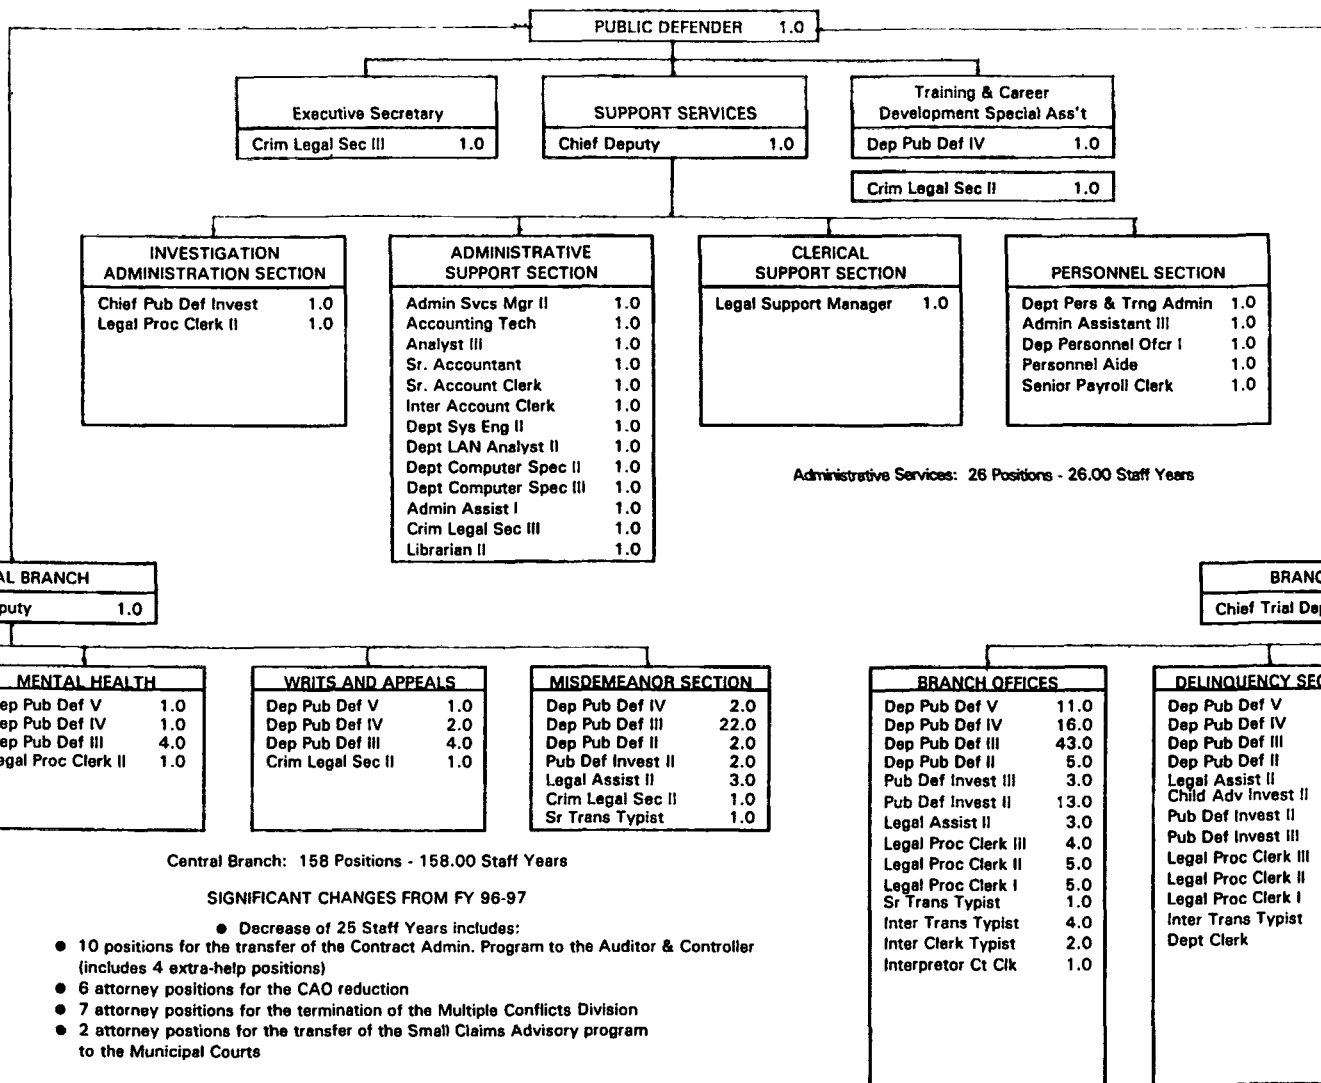 PUBLIC DEFENDER 1.0
Executive Secretary
Crim Legal Sec III 1.0
SUPPORT SERVICES
Chief Deputy 1.0
Training & Career
Development Special Ass't
Dep Pub Def IV 1.0
Crim Legal Sec II 1.0
INVESTIGATION
ADMINISTRATION SECTION
Chief Pub Def Invest 1.0
Legal Proc Clerk II 1.0
ADMINISTRATIVE
SUPPORT SECTION
Admin Svcs Mgr II 1.0
Accounting Tech 1.0
Analyst III 1.0
Sr. Accountant 1.0
Sr. Account Clerk 1.0
Inter Account Clerk 1.0
Dept Sys Eng II 1.0
Dept LAN Analyst II 1.0
Dept Computer Spec II 1.0
Dept Computer Spec III 1.0
Admin Assist I 1.0
Crim Legal Sec III 1.0
Librarian II 1.0
CLERICAL
SUPPORT SECTION
Legal Support Manager 1.0
PERSONNEL SECTION
Dept Pers & Trng Admin 1.0
Admin Assistant III 1.0
Dep Personnel Ofcr I 1.0
Personnel Aide 1.0
Senior Payroll Clerk 1.0
Administrative Services: 26 Positions - 26.00 Staff Years
AL BRANCH
puty 1.0
BRANC
Chief Trial Dep
MENTAL HEALTH
ep Pub Def V 1.0
ep Pub Def IV 1.0
ep Pub Def III 4.0
egal Proc Clerk II 1.0
WRITS AND APPEALS
Dep Pub Def V 1.0
Dep Pub Def IV 2.0
Dep Pub Def III 4.0
Crim Legal Sec II 1.0
MISDEMEANOR SECTION
Dep Pub Def IV 2.0
Dep Pub Def III 22.0
Dep Pub Def II 2.0
Pub Def Invest II 2.0
Legal Assist II 3.0
Crim Legal Sec II 1.0
Sr Trans Typist 1.0
BRANCH OFFICES
Dep Pub Def V 11.0
Dep Pub Def IV 16.0
Dep Pub Def III 43.0
Dep Pub Def II 5.0
Pub Def Invest III 3.0
Pub Def Invest II 13.0
Legal Assist II 3.0
Legal Proc Clerk III 4.0
Legal Proc Clerk II 5.0
Legal Proc Clerk I 5.0
Sr Trans Typist 1.0
Inter Trans Typist 4.0
Inter Clerk Typist 2.0
Interpretor Ct Clk 1.0
DELINQUENCY SEC
Dep Pub Def V
Dep Pub Def IV
Dep Pub Def III
Dep Pub Def II
Legal Assist II
Child Adv Invest II
Pub Def Invest II
Pub Def Invest III
Legal Proc Clerk III
Legal Proc Clerk II
Legal Proc Clerk I
Inter Trans Typist
Dept Clerk
Central Branch: 158 Positions - 158.00 Staff Years
SIGNIFICANT CHANGES FROM FY 96-97
● Decrease of 25 Staff Years includes:
● 10 positions for the transfer of the Contract Admin. Program to the Auditor & Controller
(includes 4 extra-help positions)
● 6 attorney positions for the CAO reduction
● 7 attorney positions for the termination of the Multiple Conflicts Division
● 2 attorney postions for the transfer of the Small Claims Advisory program
to the Municipal Courts